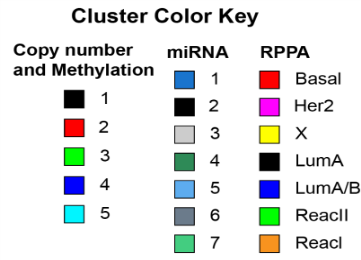 Cluster Color Key
Copy number
and Methylation
1
2
3
4
5
miRNA
1
2
3
4
5
6
7
RPPA
Basal
Her2
X
LumA
LumA/B
ReacII
ReacI